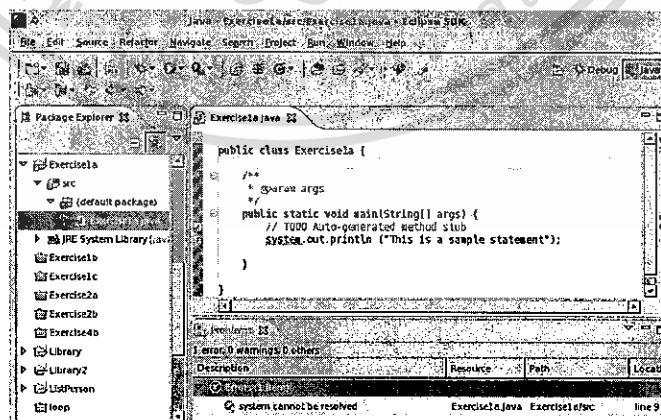 Java - Exercise1a/src/Exercise1a.java - Eclipse SDK
File Edit Source Refactor Navigate Search Project Run Window Help
Debug Java
Package Explorer
Exercise1a.java
Exercise1a
src
(default package)
JRE System Library
Exercise1b
Exercise1c
Exercise2a
Exercise2b
Exercise4b
Library
Library2
ListPerson
loop
public class Exercise1a {
/**
* @param args
*/
public static void main(String[] args) {
// TODO Auto-generated method stub
system.out.println ("This is a sample statement");
}
}
Problems
1 error, 0 warnings, 0 others
Description Resource Path Locati
system cannot be resolved Exercise1a.java Exercise1a/src line 9